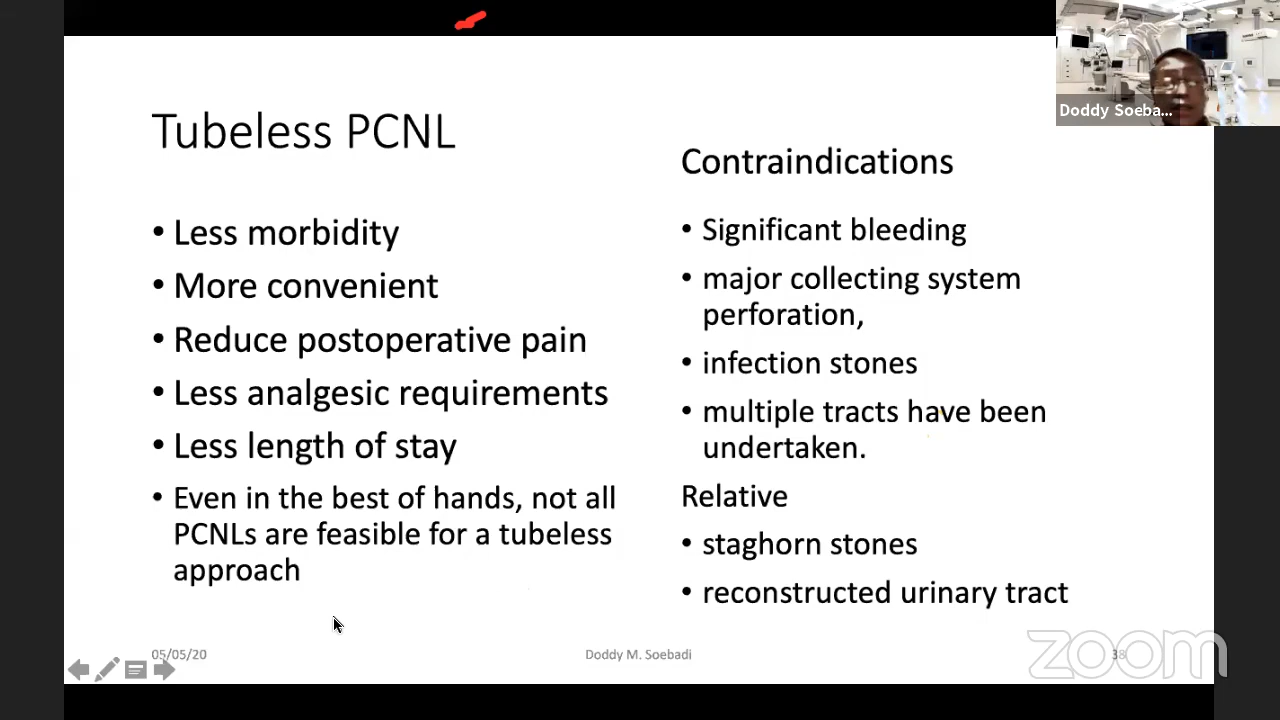 Tubeless PCNL
• Less morbidity
• More convenient
• Reduce postoperative pain
• Less analgesic requirements
• Less length of stay
• Even in the best of hands, not all
PCNLs are feasible for a tubeless
approach
Contraindications
• Significant bleeding
• major collecting system
perforation,
• infection stones
• multiple tracts have been
undertaken.
Relative
• staghorn stones
• reconstructed urinary tract
05/05/20
Doddy M. Soebadi
38
zoom
Doddy Soeba...